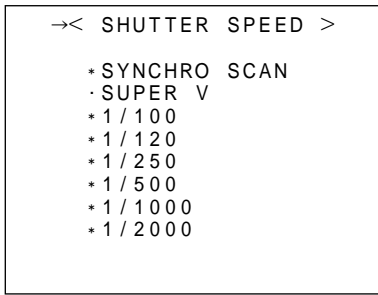 →< SHUTTER SPEED >
*SYNCHRO SCAN
·SUPER V
*1/100
*1/120
*1/250
*1/500
*1/1000
*1/2000